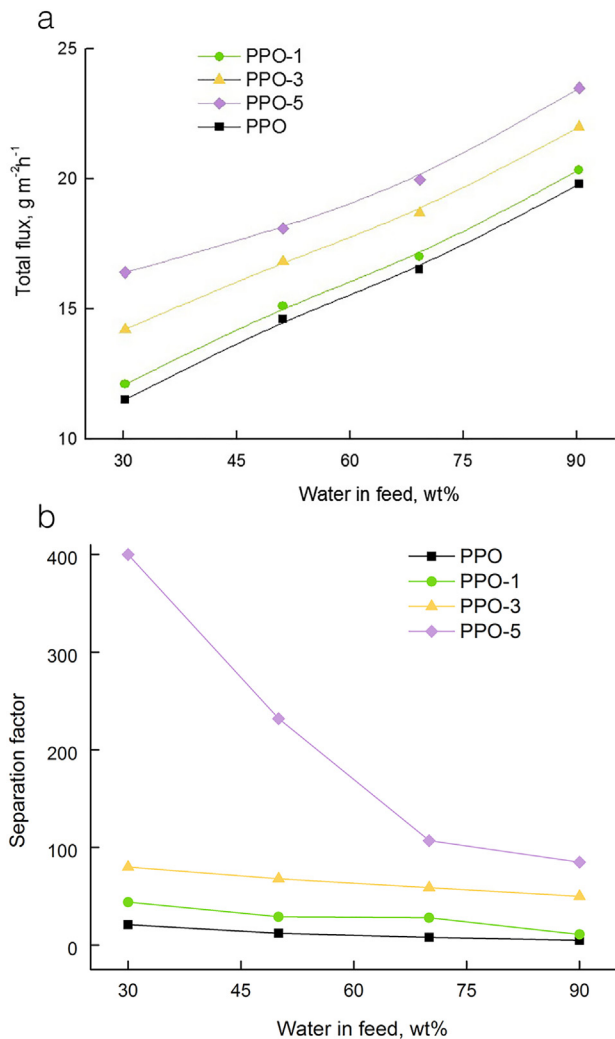 a
25
20
15
10
Total flux, g m⁻²h⁻¹
PPO-1
PPO-3
PPO-5
PPO
30 45 60 75 90
Water in feed, wt%
b
400
300
200
100
0
Separation factor
PPO
PPO-1
PPO-3
PPO-5
30 45 60 75 90
Water in feed, wt%